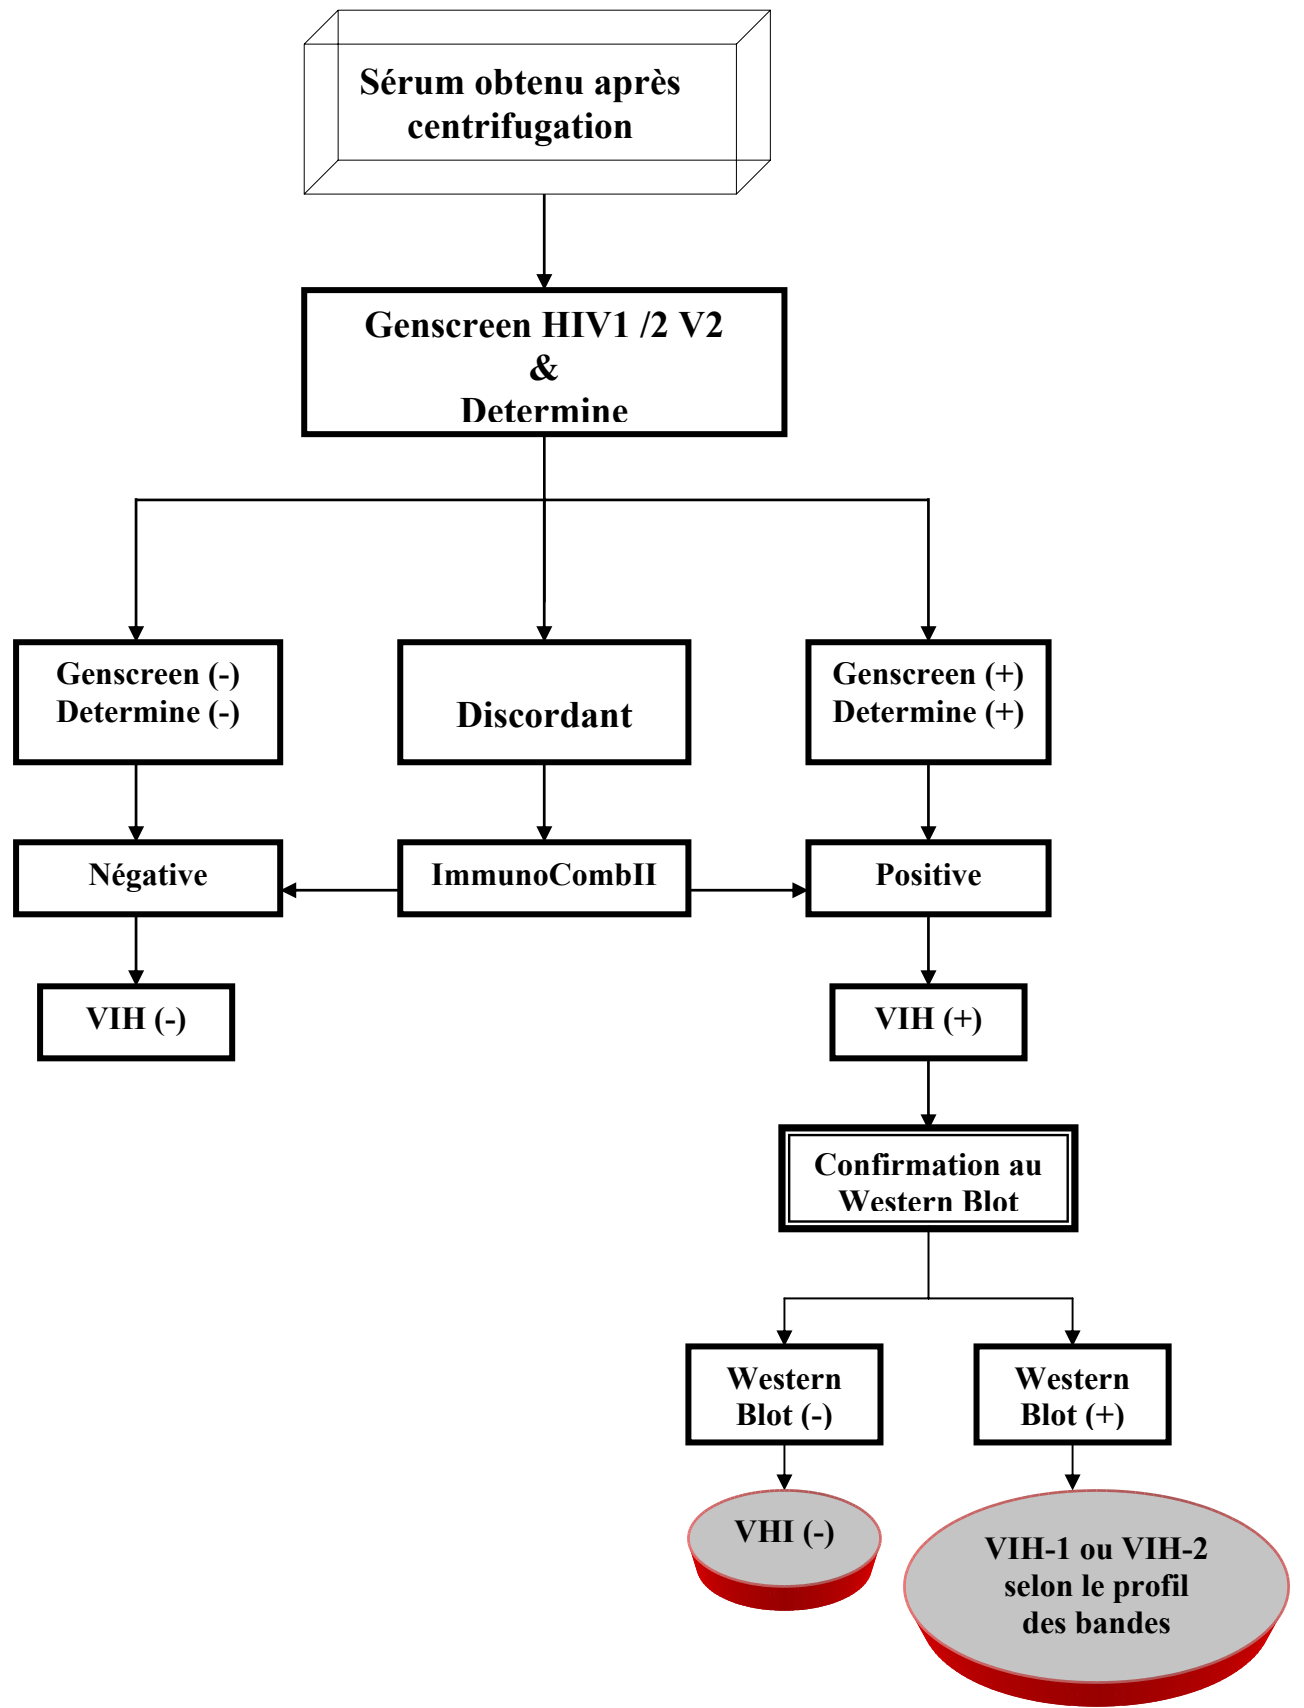 Sérum obtenu après
centrifugation
Genscreen HIV1 /2 V2
&
Determine
Genscreen (-)
Determine (-)
Discordant
Genscreen (+)
Determine (+)
Négative
ImmunoCombII
Positive
VIH (-)
VIH (+)
Confirmation au
Western Blot
Western
Blot (-)
Western
Blot (+)
VHI (-)
VIH-1 ou VIH-2
selon le profil
des bandes